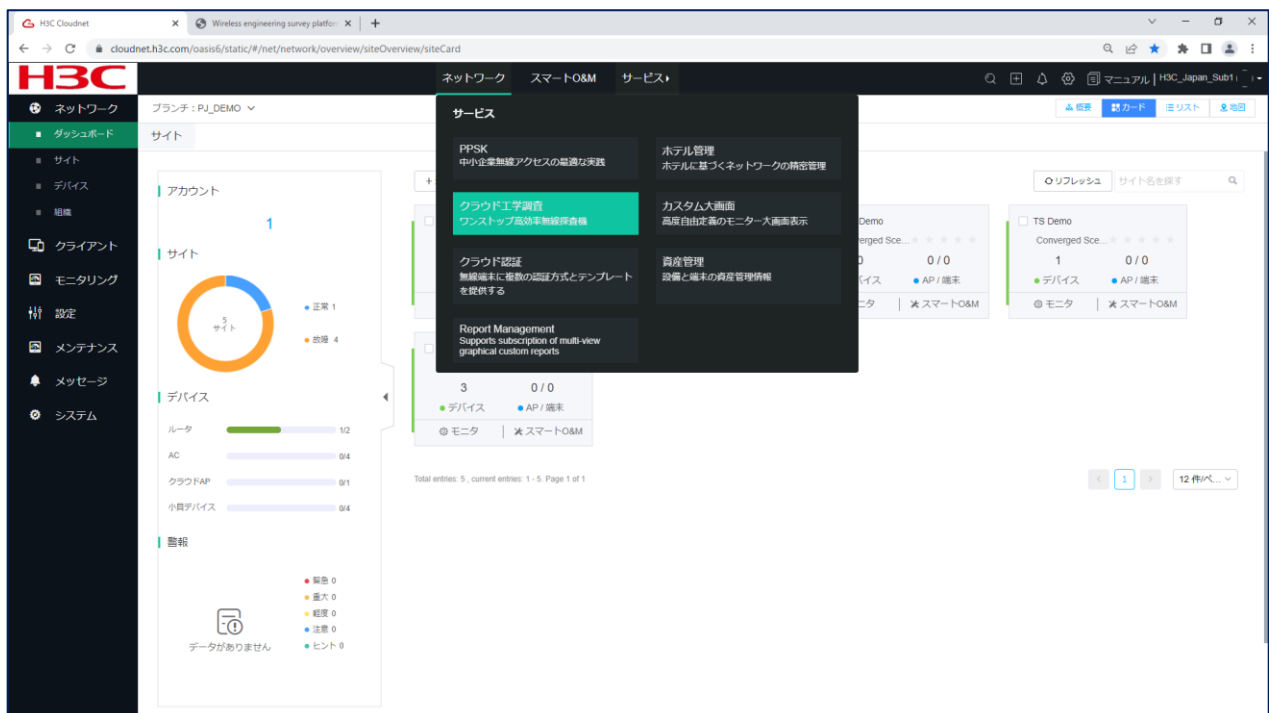 H3C Cloudnet
Wireless engineering survey platfor
cloudnet.h3c.com/oasis6/static/#/net/network/overview/siteOverview/siteCard
H3C
ネットワーク スマートO&M サービス
マニュアル | H3C_Japan_Sub1
ネットワーク
ダッシュボード
サイト
デバイス
組織
クライアント
モニタリング
設定
メンテナンス
メッセージ
システム
ブランチ : PJ_DEMO
概要 カード リスト 地図
サイト
アカウント
1
サイト
5
サイト
正常 1
故障 4
デバイス
ルータ 1/2
AC 0/4
クラウドAP 0/1
小貝デバイス 0/4
警報
データがありません
緊急 0
重大 0
軽度 0
注意 0
ヒント 0
サービス
PPSK
中小企業無線アクセスの最適な実践
ホテル管理
ホテルに基づくネットワークの精密管理
クラウド工学調査
ワンストップ高効率無線探査機
カスタム大画面
高度自由定義のモニター大画面表示
クラウド認証
無線端末に複数の認証方式とテンプレート
を提供する
資産管理
設備と端末の資産管理情報
Report Management
Supports subscription of multi-view
graphical custom reports
+
リフレッシュ サイト名を探す
Demo
erged Sce...
0 / 0
バイス AP / 端末
ニタ スマートO&M
TS Demo
Converged Sce...
1 0 / 0
デバイス AP / 端末
モニタ | スマートO&M
3 0 / 0
デバイス AP / 端末
モニタ | スマートO&M
Total entries: 5 , current entries: 1 - 5. Page 1 of 1
< 1 >
12 件/ペ...